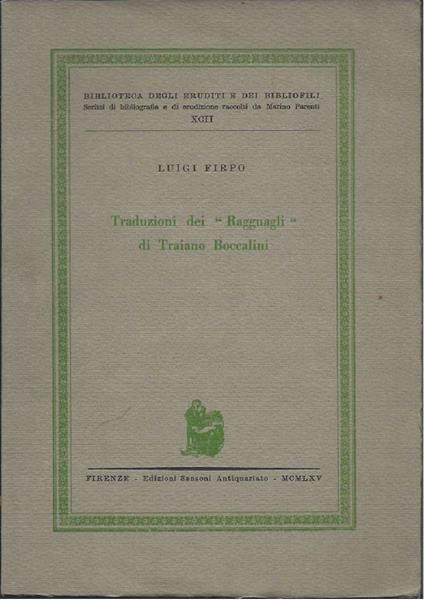 BIBLIOTECA DEGLI ERUDITI E DEI BIBLIOFILI
Scritti di bibliografia e di erudizione raccolti da Marino Parenti
XCII
LUIGI FIRPO
Traduzioni dei “ Ragguagli “
di Traiano Boccalini
FIRENZE - Edizioni Sansoni Antiquariato - MCMLXV